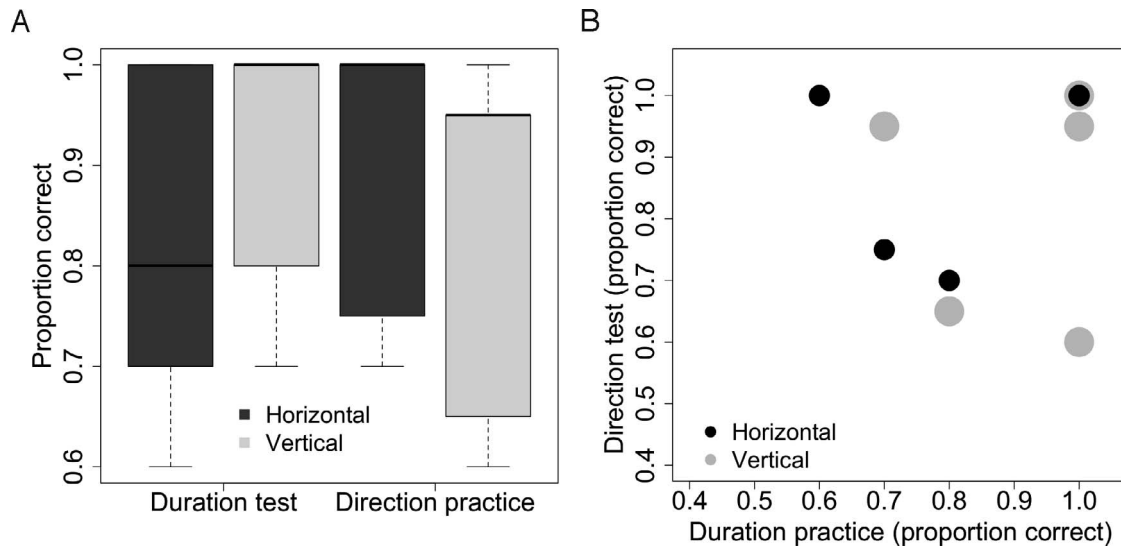 A
Proportion correct
1.0
0.9
0.8
0.7
0.6
Horizontal
Vertical
Duration test
Direction practice
B
Direction test (proportion correct)
1.0
0.9
0.8
0.7
0.6
0.5
0.4
Horizontal
Vertical
0.4 0.5 0.6 0.7 0.8 0.9 1.0
Duration practice (proportion correct)